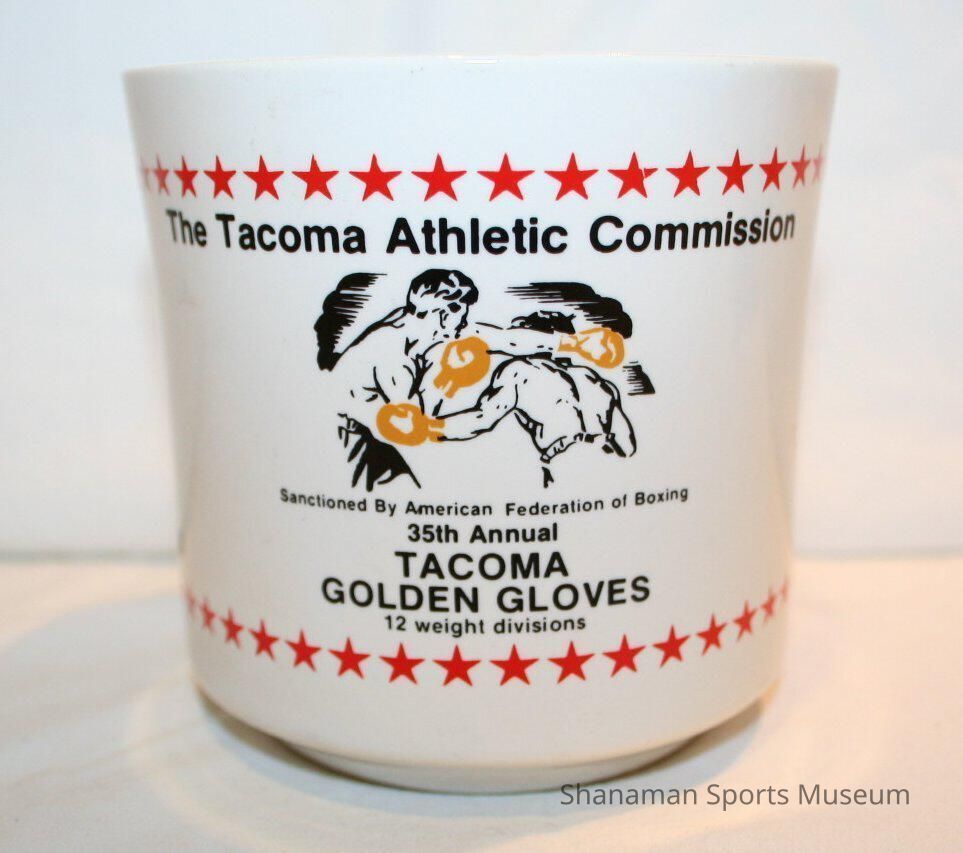 The Tacoma Athletic Commission
Sanctioned By American Federation of Boxing
35th Annual
TACOMA
GOLDEN GLOVES
12 weight divisions
Shanaman Sports Museum